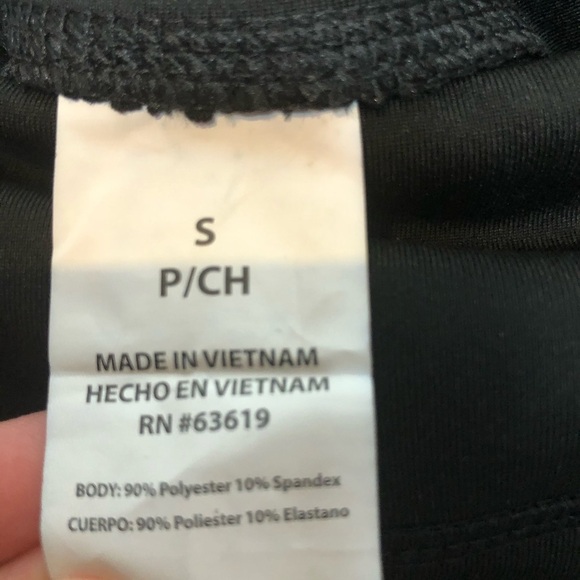 S
P/CH
MADE IN VIETNAM
HECHO EN VIETNAM
RN #63619
BODY: 90% Polyester 10% Spandex
CUERPO: 90% Poliester 10% Elastano